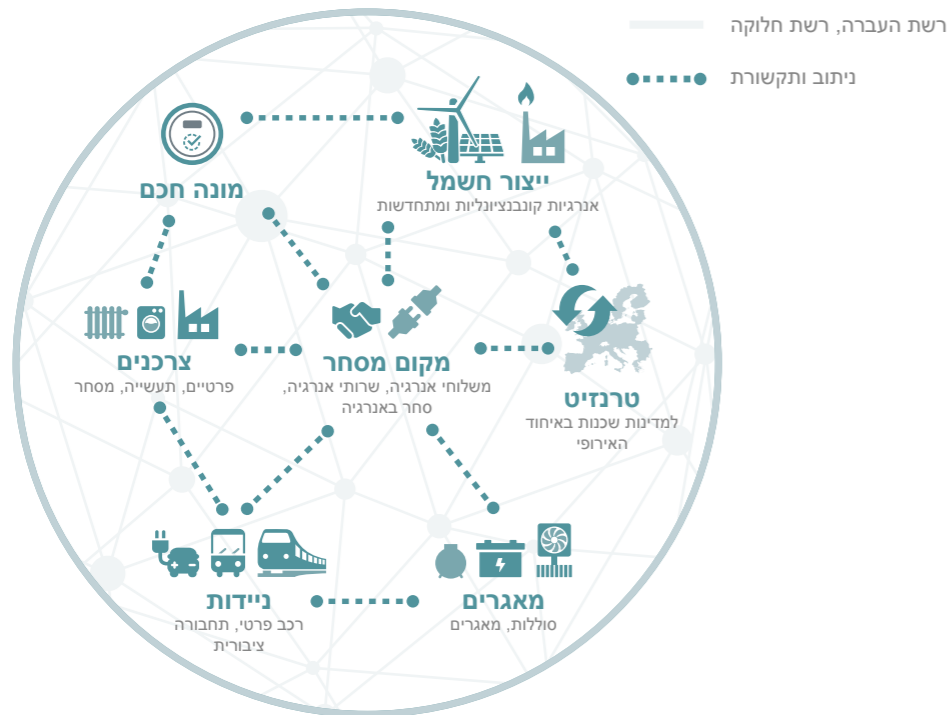 רשת העברה, רשת חלוקה
ניתוב ותקשורת
ייצור חשמל
אנרגיות קונבנציונליות ומתחדשות
מונה חכם
צרכנים
פרטיים, תעשייה, מסחר
מקום מסחר
משלוחי אנרגיה, שרותי אנרגיה,
סחר באנרגיה
טרנזיט
למדינות שכנות באיחוד
האירופי
ניידות
רכב פרטי, תחבורה
ציבורית
מאגרים
סוללות, מאגרים